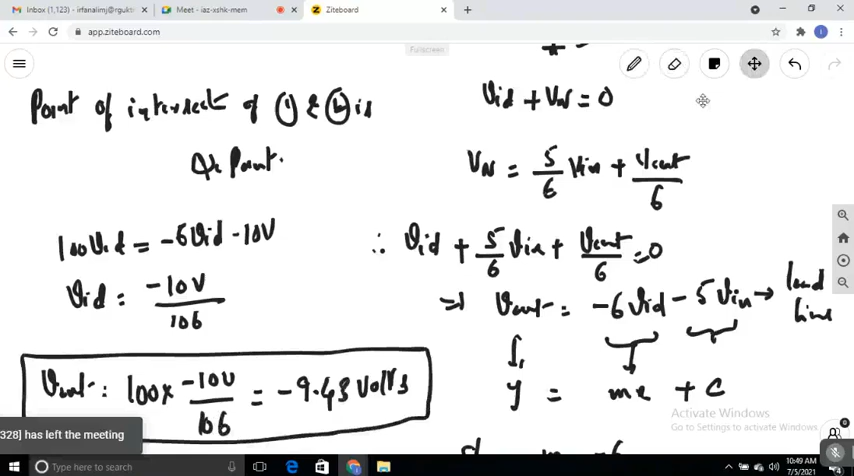 Inbox (1,123) - irfanalimj@rgukt
Meet - iaz-xshk-mem
Ziteboard
app.ziteboard.com
Fullscreen
Point of intersect of ① & ② is
Qr Point.
100Vid = -6Vid - 10V
Vid = -10V/106
Vout = 100 x -10V/106 = -9.43 Volts
Vid + VN = 0
VN = 5/6 Vin + Vout/6
∴ Vid + 5/6 Vin + Vout/6 = 0
=> Vout = -6Vid - 5Vin → load line
y = mx + C
Activate Windows
Go to Settings to activate Windows.
328] has left the meeting
0
Type here to search
10:49 AM
7/5/2021